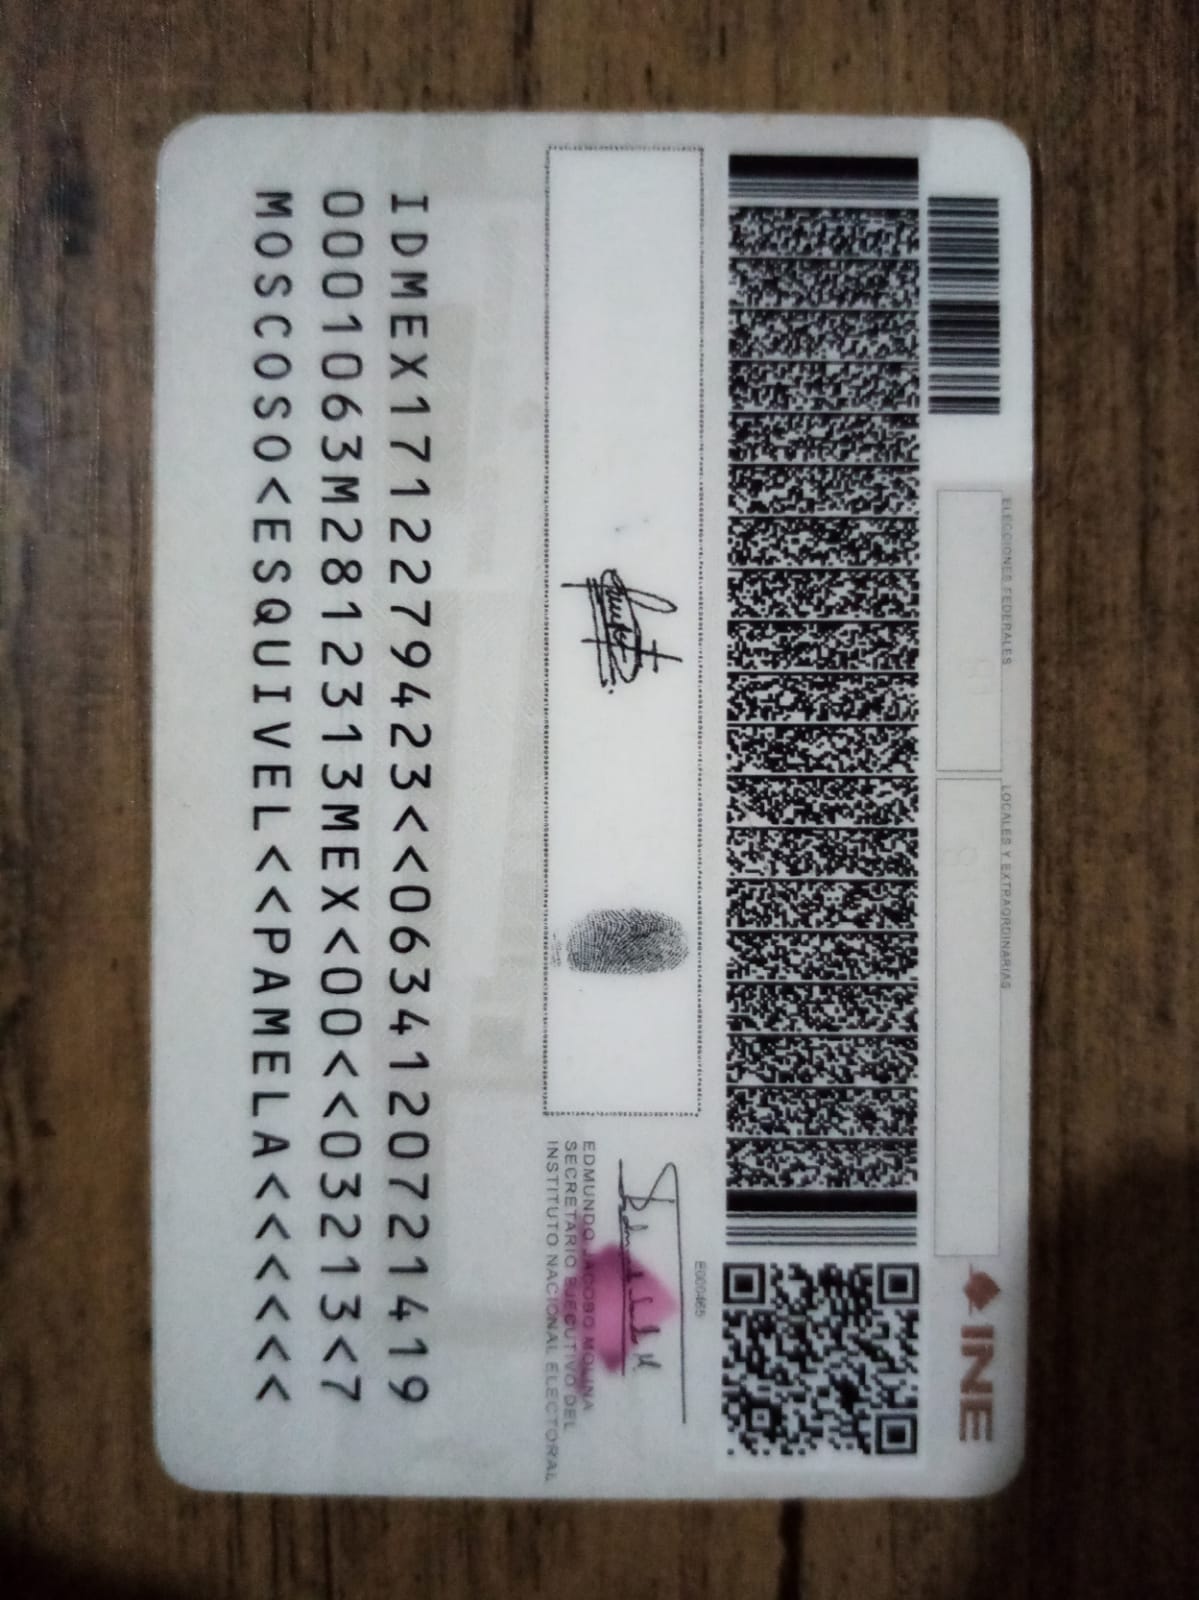 ELECCIONES FEDERALES
LOCALES Y EXTRAORDINARIAS
INE
E000465
EDMUNDO JACOBO MOLINA
SECRETARIO EJECUTIVO DEL
INSTITUTO NACIONAL ELECTORAL
IDMEX1712279423<<0634120721419
0001063M2812313MEX<00<<03213<7
MOSCOSO<ESQUIVEL<<PAMELA<<<<<<